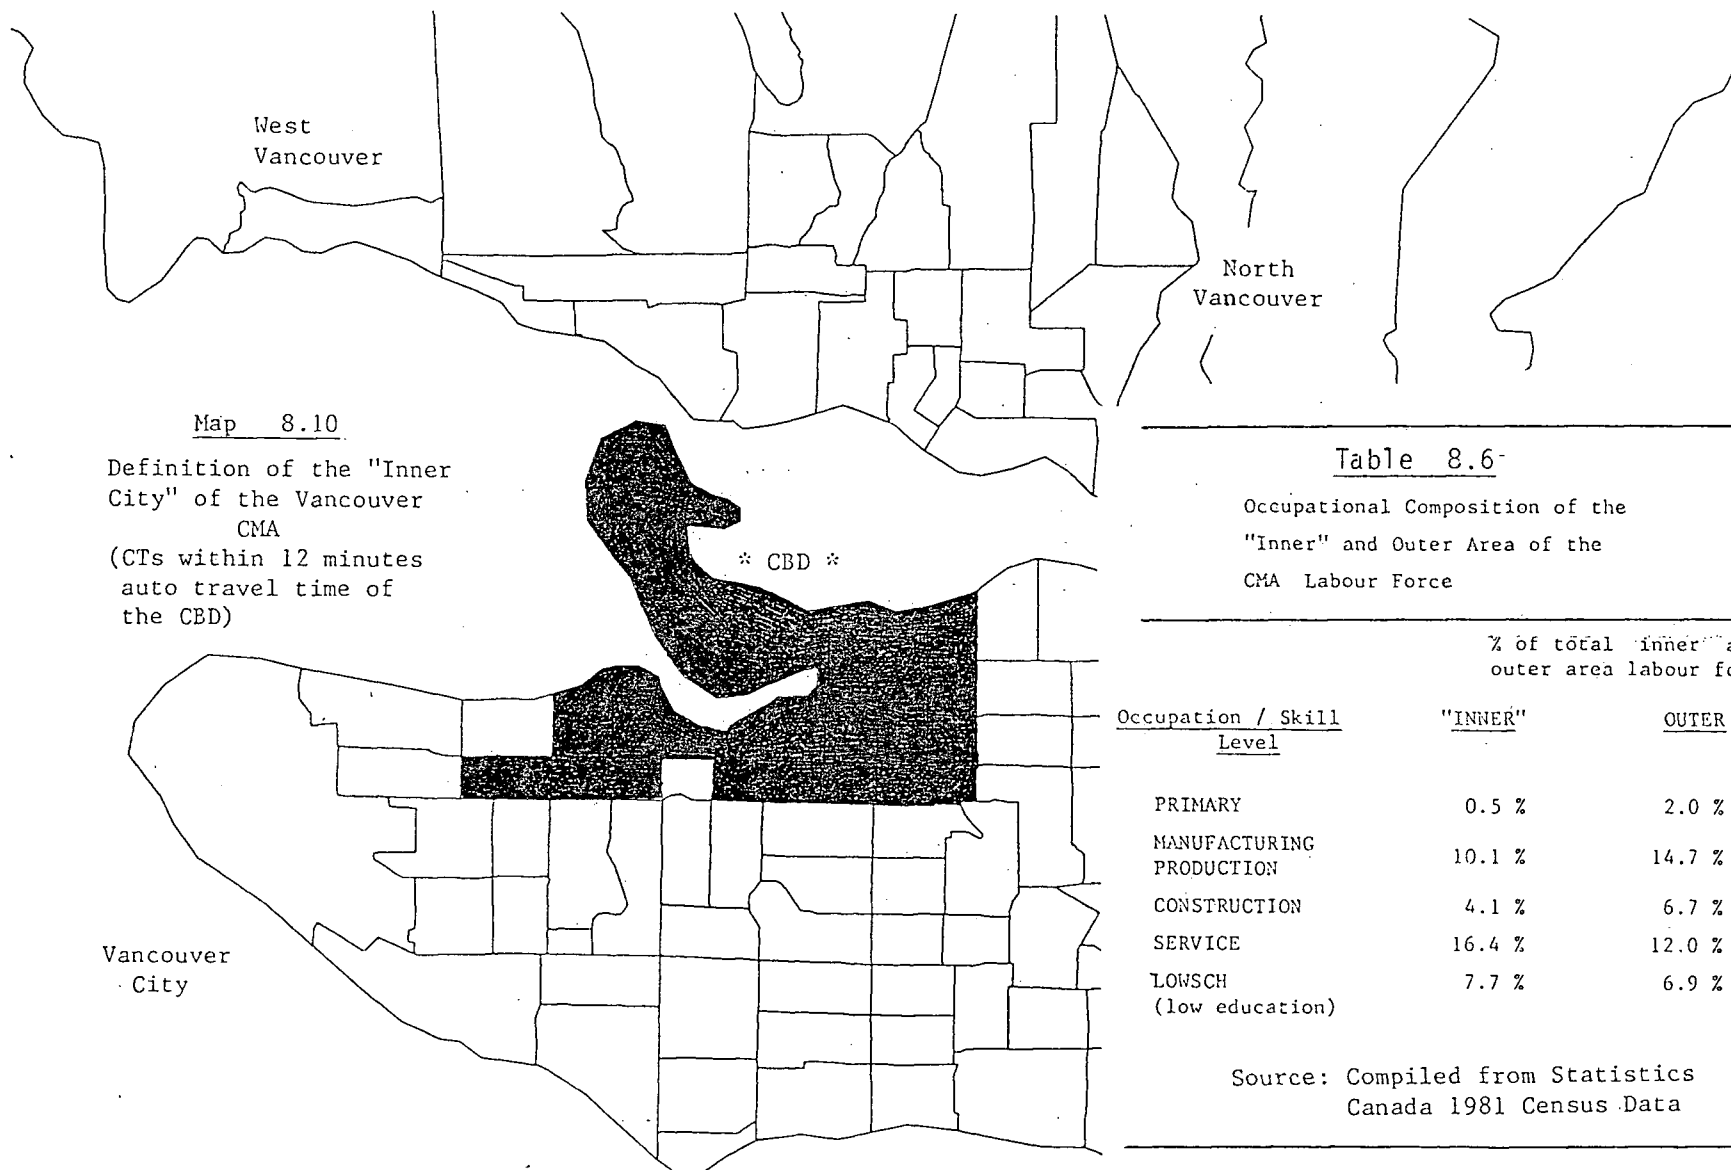 West
Vancouver
North
Vancouver
Map 8.10
Definition of the "Inner
City" of the Vancouver
CMA
(CTs within 12 minutes
auto travel time of
the CBD)
* CBD *
Vancouver
City
Table 8.6
Occupational Composition of the
"Inner" and Outer Area of the
CMA Labour Force
% of total inner
outer area labour
Occupation / Skill "INNER" OUTER
Level
PRIMARY 0.5 % 2.0 %
MANUFACTURING
PRODUCTION 10.1 % 14.7 %
CONSTRUCTION 4.1 % 6.7 %
SERVICE 16.4 % 12.0 %
LOWSCH 7.7 % 6.9 %
(low education)
Source: Compiled from Statistics
Canada 1981 Census Data